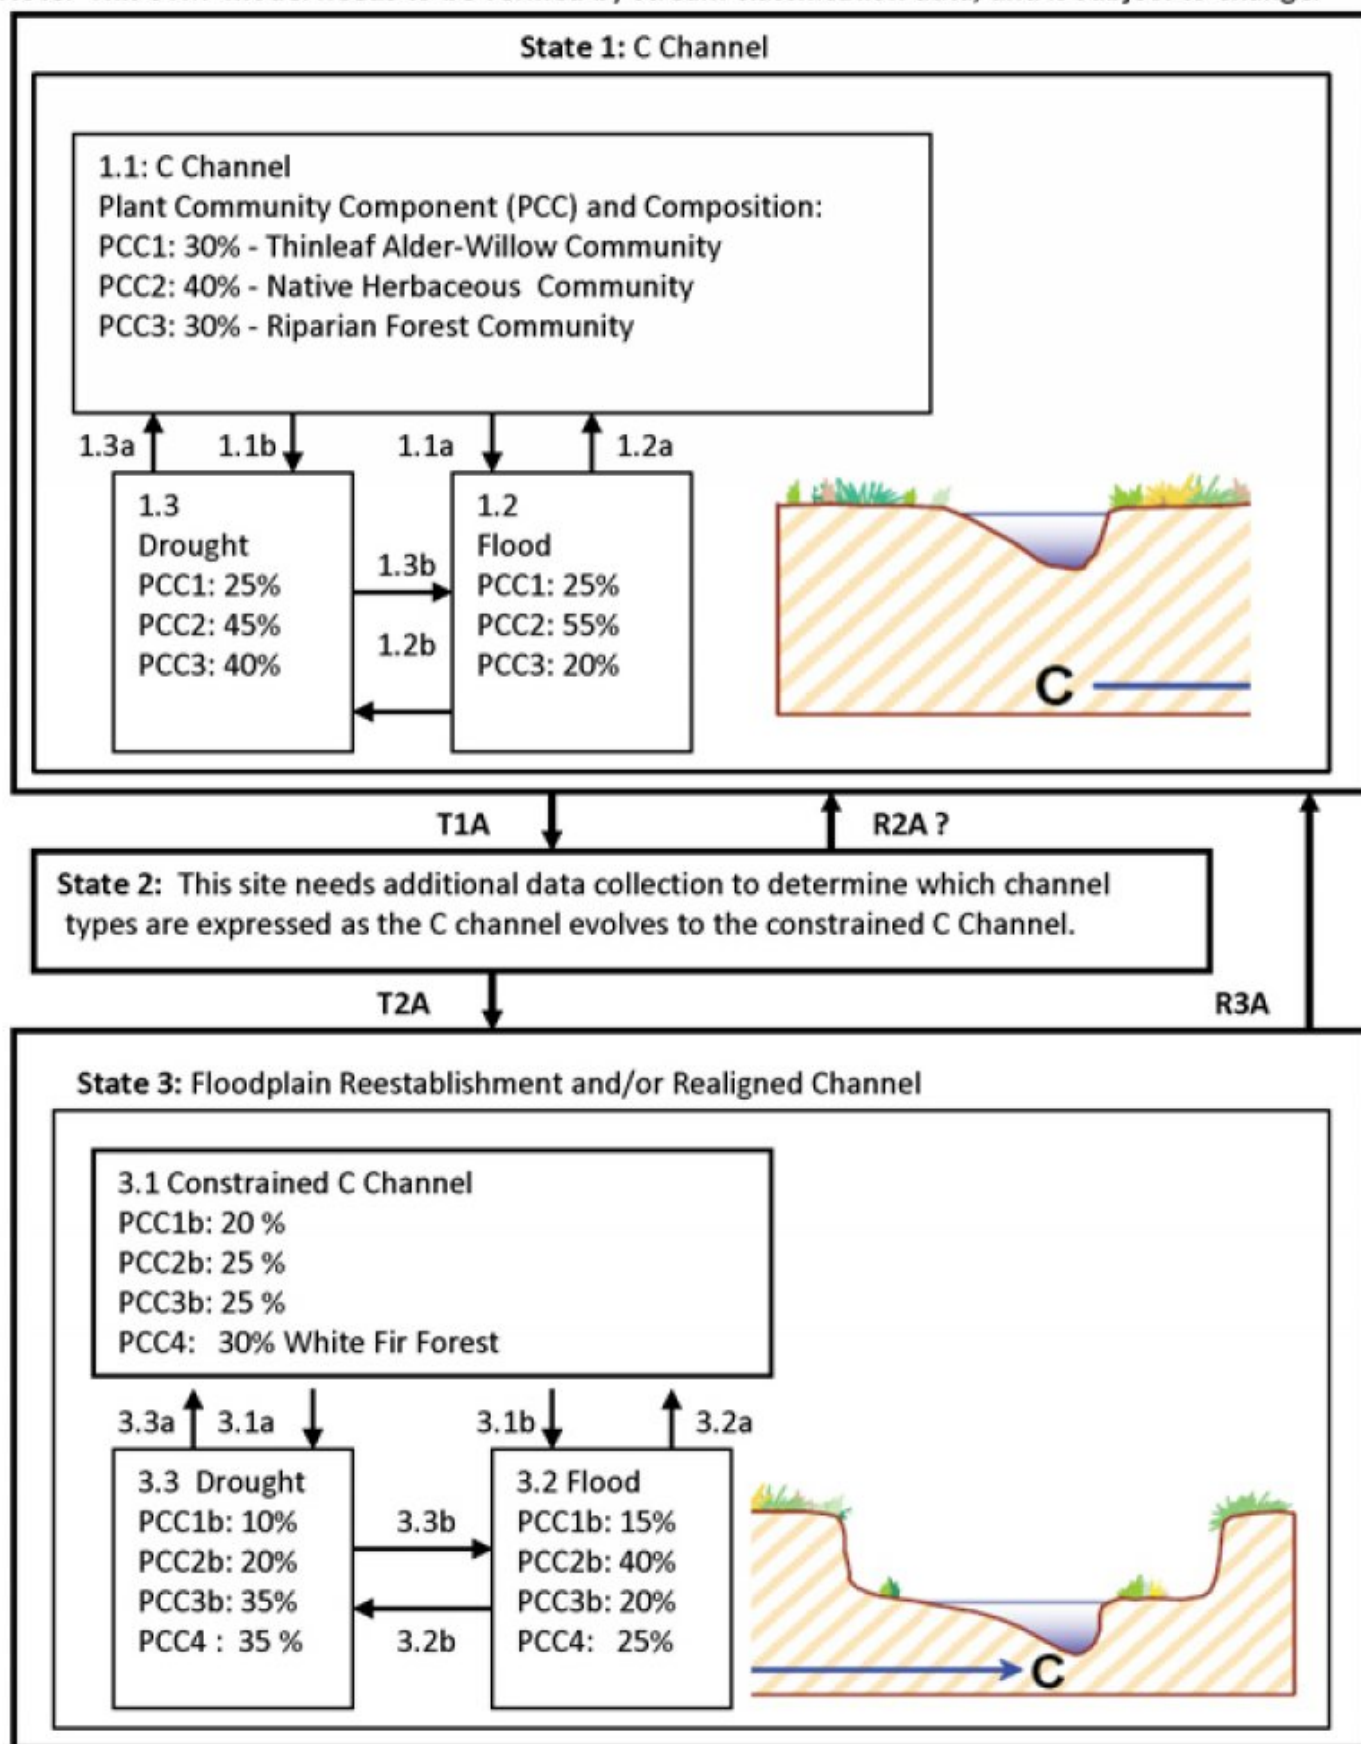 State 1: C Channel
1.1: C Channel
Plant Community Component (PCC) and Composition:
PCC1: 30% - Thinleaf Alder-Willow Community
PCC2: 40% - Native Herbaceous  Community
PCC3: 30% - Riparian Forest Community
1.3a
1.1b
1.1a
1.2a
1.3
Drought
PCC1: 25%
PCC2: 45%
PCC3: 40%
1.3b
1.2b
1.2
Flood
PCC1: 25%
PCC2: 55%
PCC3: 20%
C
T1A
R2A ?
State 2:  This site needs additional data collection to determine which channel
types are expressed as the C channel evolves to the constrained C Channel.
T2A
R3A
State 3: Floodplain Reestablishment and/or Realigned Channel
3.1 Constrained C Channel
PCC1b: 20 %
PCC2b: 25 %
PCC3b: 25 %
PCC4:  30% White Fir Forest
3.3a
3.1a
3.1b
3.2a
3.3  Drought
PCC1b: 10%
PCC2b: 20%
PCC3b: 35%
PCC4 :  35 %
3.3b
3.2b
3.2 Flood
PCC1b: 15%
PCC2b: 40%
PCC3b: 20%
PCC4:   25%
C